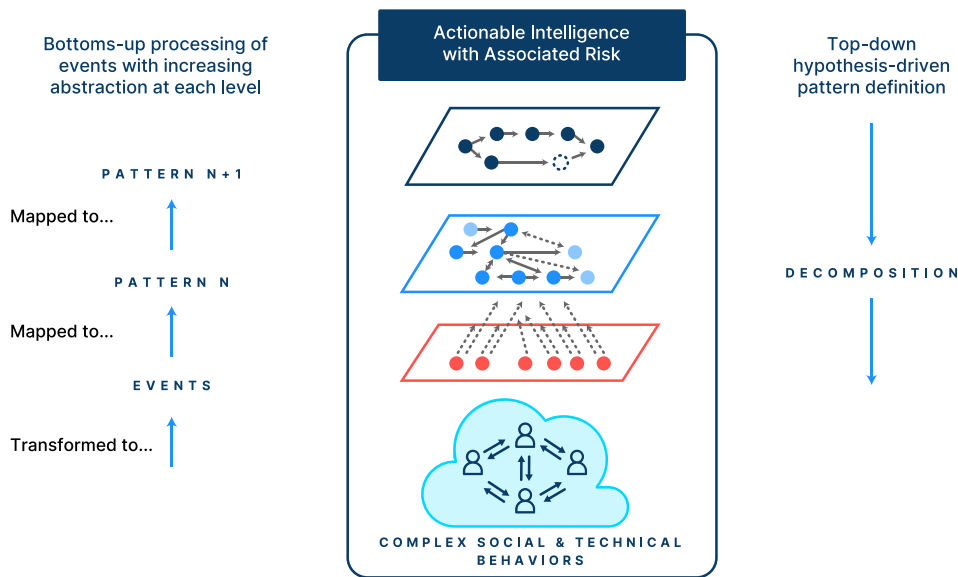 Bottoms-up processing of
events with increasing
abstraction at each level
PATTERN N+1
Mapped to...
PATTERN N
Mapped to...
EVENTS
Transformed to...
Actionable Intelligence
with Associated Risk
COMPLEX SOCIAL & TECHNICAL
BEHAVIORS
Top-down
hypothesis-driven
pattern definition
DECOMPOSITION